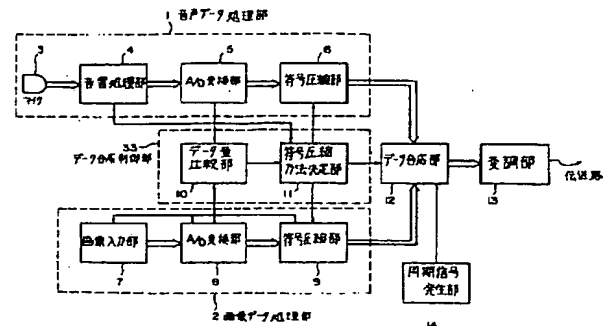 1 音声データ処理部
3
4
5
6
マイク
音響処理部
A/D変換部
符号圧縮部
33
データ合成制御部
データ量
比較部
符号圧縮
方法決定部
データ合成部
変調部
伝送路
10
11
12
13
画像入力部
A/D変換部
符号圧縮部
同期信号
発生部
7
8
9
2 画像データ処理部
14